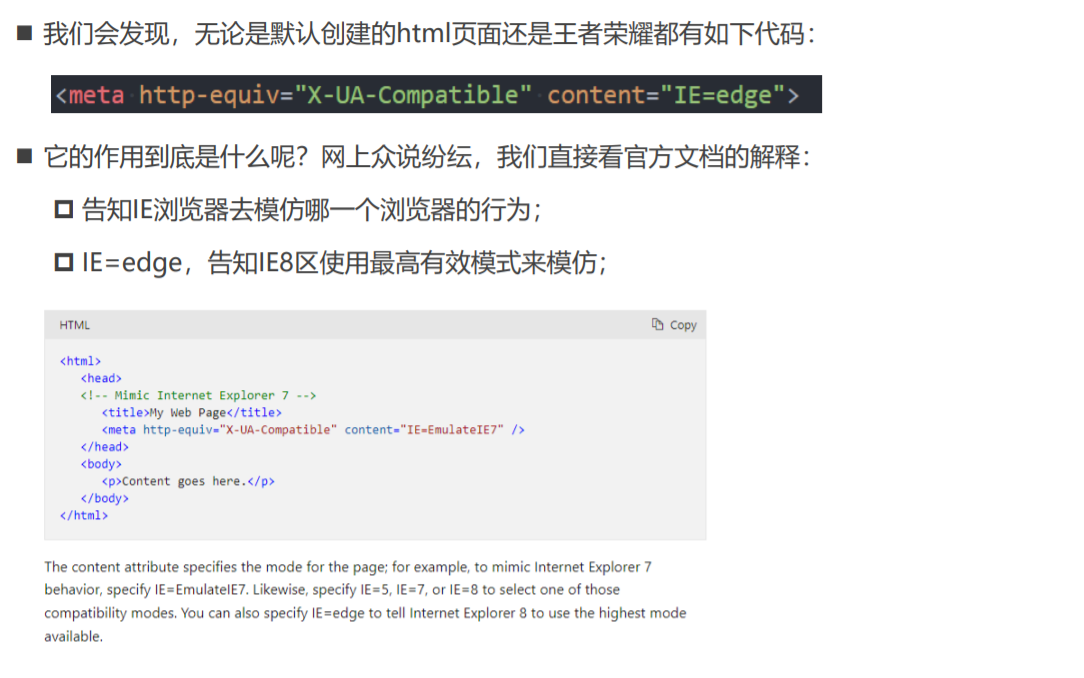 我们会发现，无论是默认创建的html页面还是王者荣耀都有如下代码：
<meta http-equiv="X-UA-Compatible" content="IE=edge">
它的作用到底是什么呢？网上众说纷纭，我们直接看官方文档的解释：
告知IE浏览器去模仿哪一个浏览器的行为；
IE=edge，告知IE8区使用最高有效模式来模仿；
HTML Copy
<html>
<head>
<!-- Mimic Internet Explorer 7 -->
<title>My Web Page</title>
<meta http-equiv="X-UA-Compatible" content="IE=EmulateIE7" />
</head>
<body>
<p>Content goes here.</p>
</body>
</html>
The content attribute specifies the mode for the page; for example, to mimic Internet Explorer 7
behavior, specify IE=EmulateIE7. Likewise, specify IE=5, IE=7, or IE=8 to select one of those
compatibility modes. You can also specify IE=edge to tell Internet Explorer 8 to use the highest mode
available.